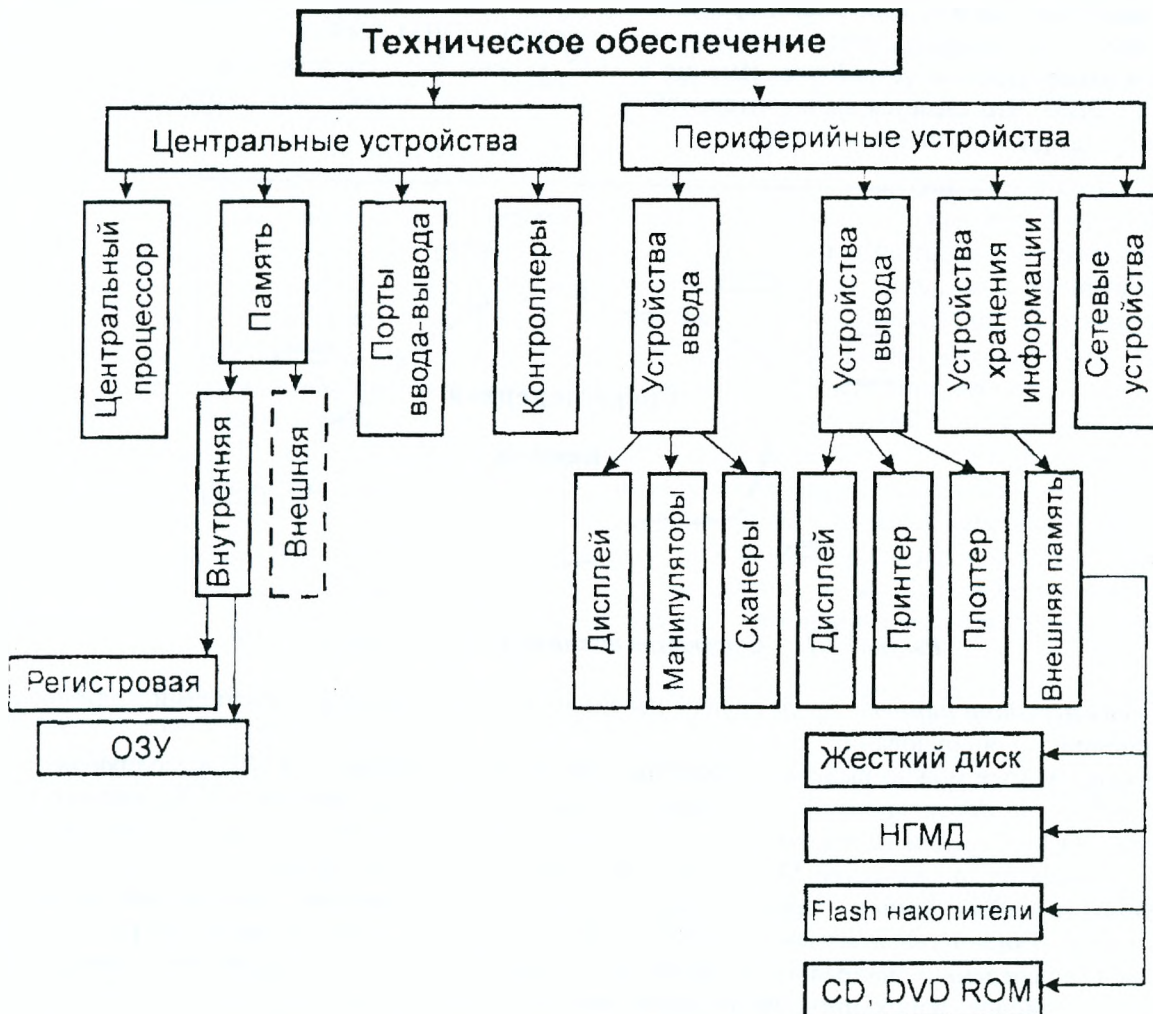 Техническое обеспечение
Центральные устройства
Периферийные устройства
Центральный
процессор
Память
Порты
ввода-вывода
Контроллеры
Устройства
ввода
Устройства
вывода
Устройства
хранения
информации
Сетевые
устройства
Внутренняя
Внешняя
Дисплей
Манипуляторы
Сканеры
Дисплей
Принтер
Плоттер
Внешняя память
Регистровая
ОЗУ
Жесткий диск
НГМД
Flash накопители
CD, DVD ROM